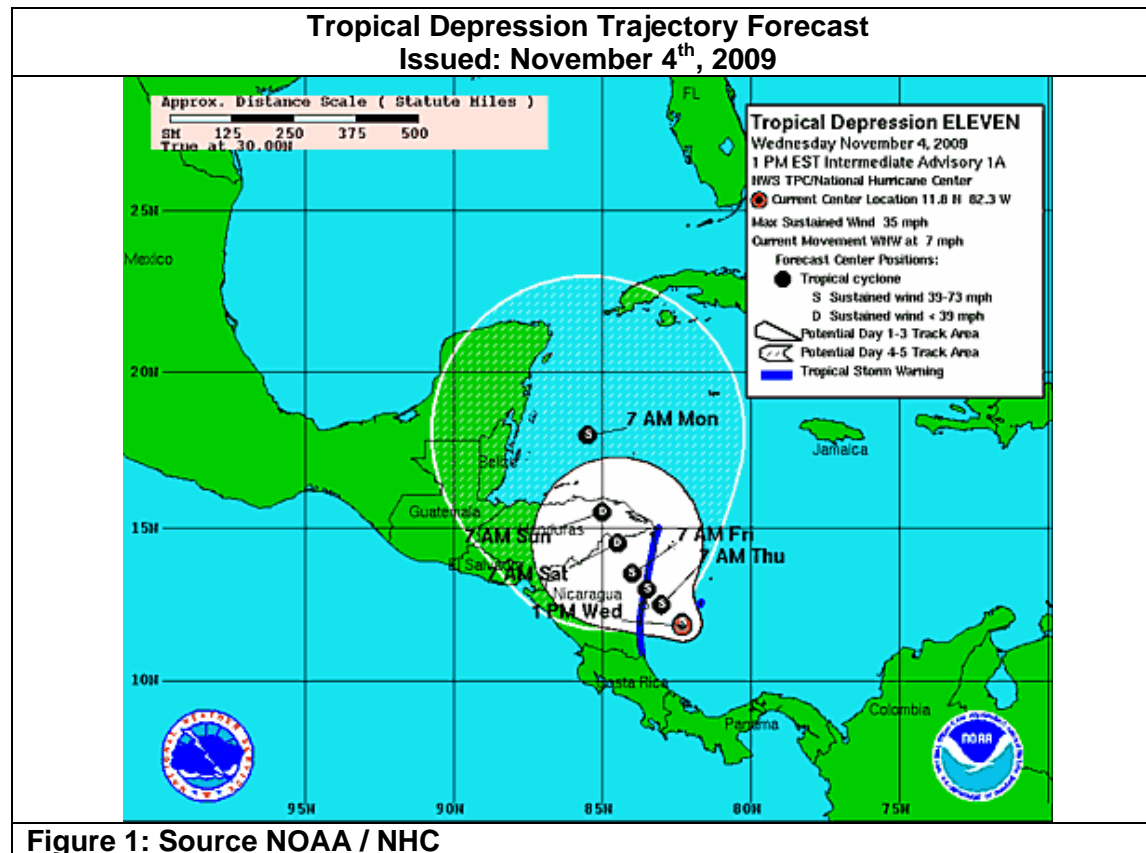 Tropical Depression Trajectory Forecast
Issued: November 4th, 2009
Approx. Distance Scale ( Statute Miles )
SM 125 250 375 500
True at 30.00N
FL
Tropical Depression ELEVEN
Wednesday November 4, 2009
1 PM EST Intermediate Advisory 1A
NWS TPC/National Hurricane Center
Current Center Location 11.8 N 82.3 W
Max Sustained Wind 35 mph
Current Movement WNW at 7 mph
Forecast Center Positions:
Tropical cyclone
S Sustained wind 39-73 mph
D Sustained wind < 39 mph
Potential Day 1-3 Track Area
Potential Day 4-5 Track Area
Tropical Storm Warning
25N
Mexico
20N
7 AM Mon
Jamaica
Belize
Guatemala
15N
Honduras
7 AM Sun
7 AM Fri
7 AM Thu
El Salvador
7 AM Sat
Nicaragua
1 PM Wed
10N
Costa Rica
Panama
Colombia
NATIONAL WEATHER SERVICE
NOAA
95W 90W 85W 80W 75W
Figure 1: Source NOAA / NHC